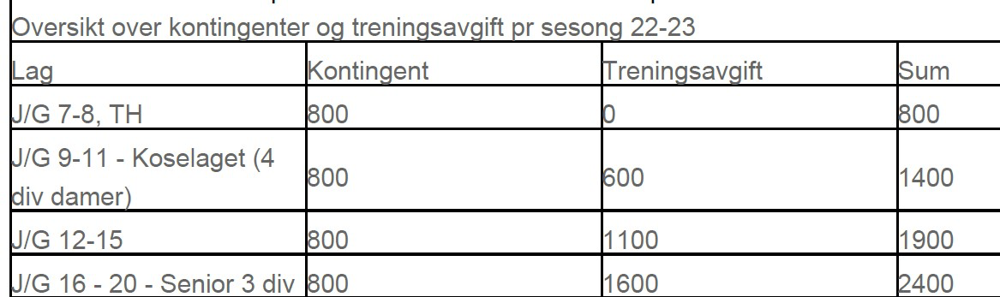 Oversikt over kontingenter og treningsavgift pr sesong 22-23
Lag Kontingent Treningsavgift Sum
J/G 7-8, TH 800 0 800
J/G 9-11 - Koselaget (4
div damer) 800 600 1400
J/G 12-15 800 1100 1900
J/G 16 - 20 - Senior 3 div 800 1600 2400